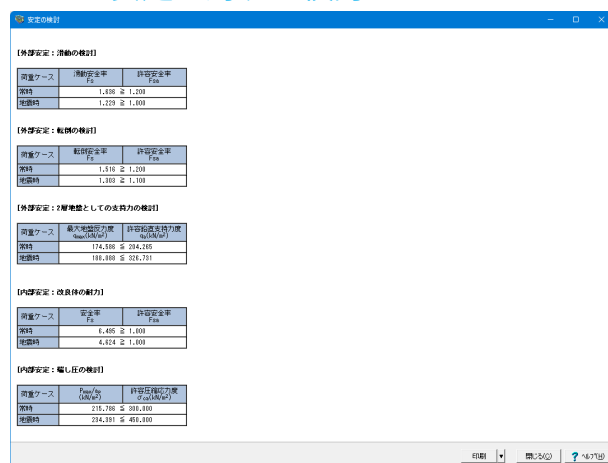 安定の検討
[外部安定：滑動の検討]
荷重ケース 滑動安全率 Fs 許容安全率 Fsa
常時 1.636 ≧ 1.200
地震時 1.229 ≧ 1.000
[外部安定：転倒の検討]
荷重ケース 転倒安全率 Fs 許容安全率 Fsa
常時 1.516 ≧ 1.200
地震時 1.303 ≧ 1.100
[外部安定：2層地盤としての支持力の検討]
荷重ケース 最大地盤反力度 qmax(kN/m²) 許容鉛直支持力度 qa(kN/m²)
常時 174.586 ≦ 204.265
地震時 188.888 ≦ 326.731
[内部安定：改良体の耐力]
荷重ケース 安全率 Fs 許容安全率 Fsa
常時 6.495 ≧ 1.000
地震時 4.624 ≧ 1.000
[内部安定：端し圧の検討]
荷重ケース Pmax/ap (kN/m²) 許容圧縮応力度 σca(kN/m²)
常時 215.786 ≦ 300.000
地震時 234.391 ≦ 450.000
印刷 閉じる(C) ? ヘルプ(H)